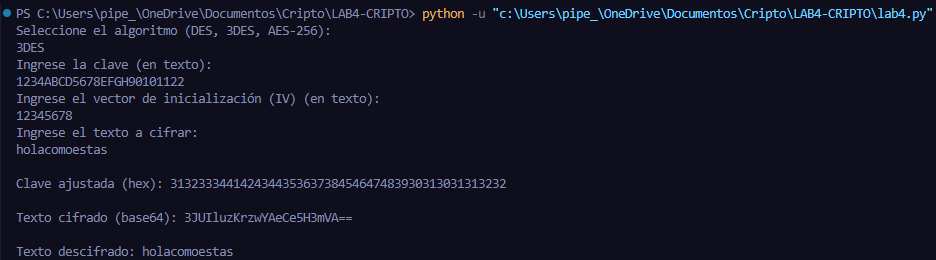 PS C:\Users\pipe_\OneDrive\Documentos\Cripto\LAB4-CRIPTO> python -u "c:\Users\pipe_\OneDrive\Documentos\Cripto\LAB4-CRIPTO\lab4.py"
Seleccione el algoritmo (DES, 3DES, AES-256):
3DES
Ingrese la clave (en texto):
1234ABCD5678EFGH90101122
Ingrese el vector de inicialización (IV) (en texto):
12345678
Ingrese el texto a cifrar:
holacomoestas
Clave ajustada (hex): 313233344142434435363738454647483930313031313232
Texto cifrado (base64): 3JUIluzKrzwYAeCe5H3mVA==
Texto descifrado: holacomoestas